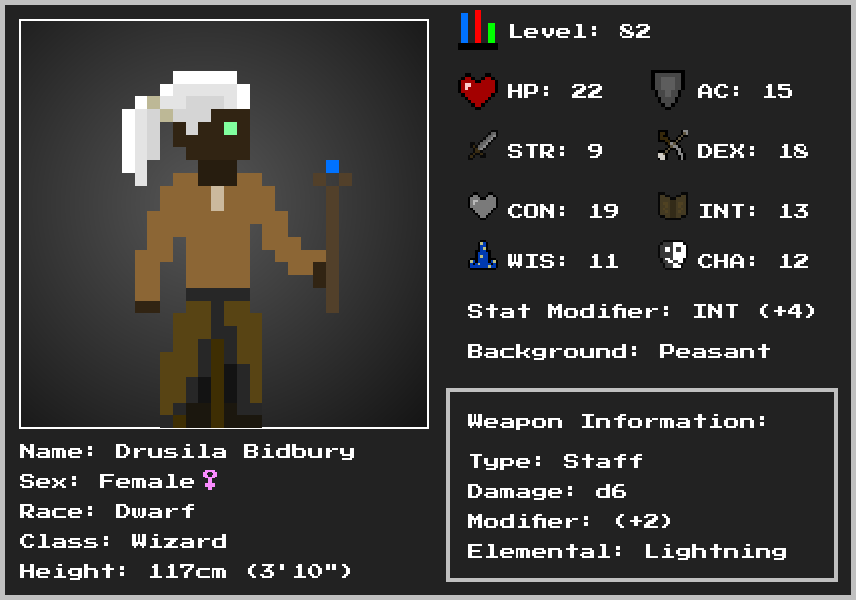 Level: 82
HP: 22
AC: 15
STR: 9
DEX: 18
CON: 19
INT: 13
WIS: 11
CHA: 12
Stat Modifier: INT (+4)
Background: Peasant
Weapon Information:
Type: Staff
Damage: d6
Modifier: (+2)
Elemental: Lightning
Name: Drusila Bidbury
Sex: Female♀
Race: Dwarf
Class: Wizard
Height: 117cm (3'10")